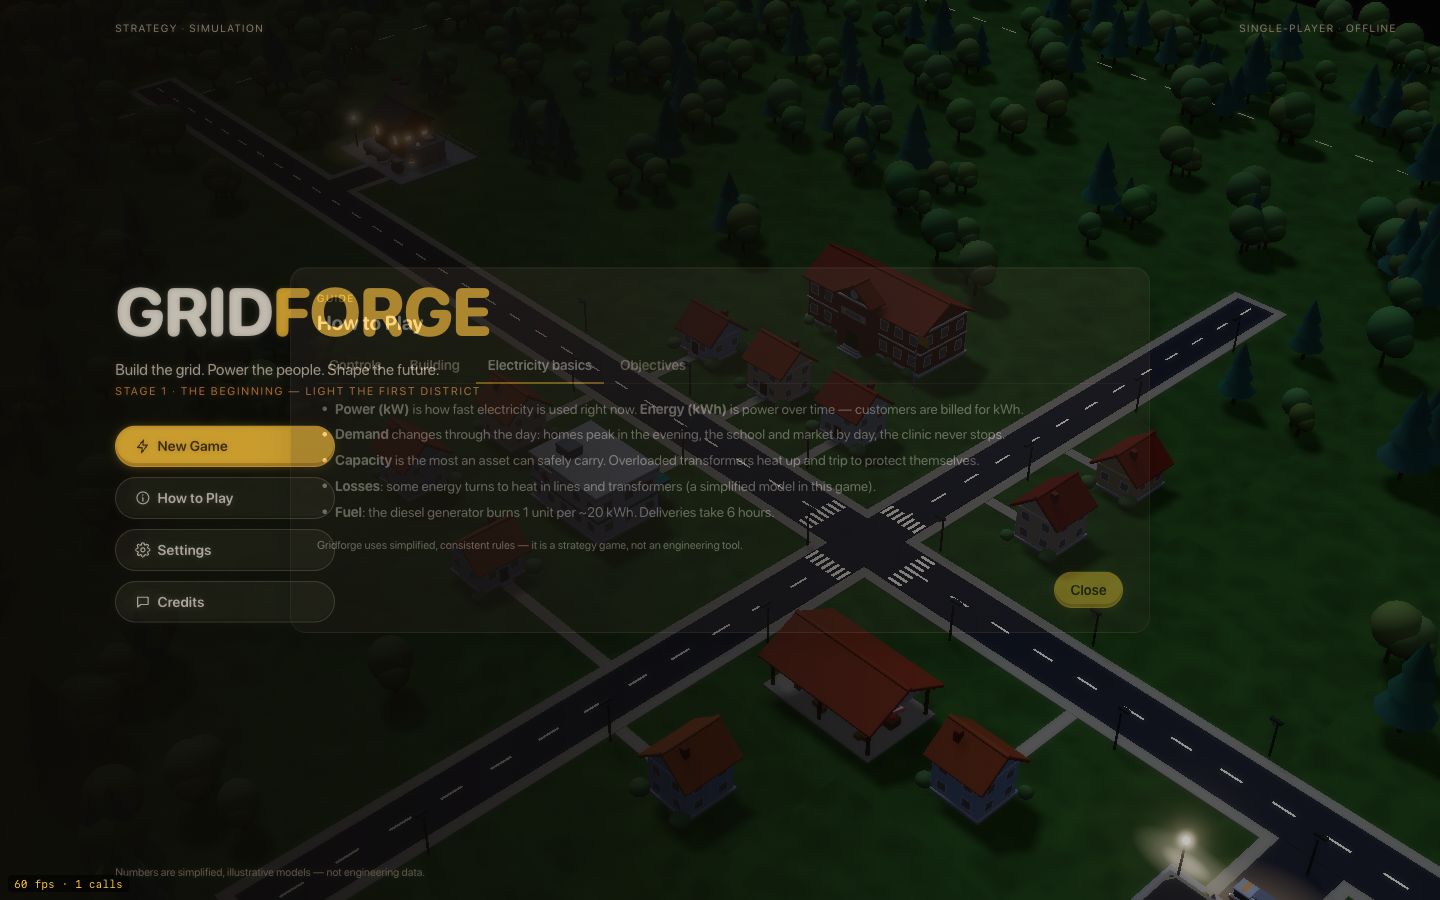 STRATEGY · SIMULATION
SINGLE-PLAYER · OFFLINE
GRIDFORGE
Build the grid. Power the people. Shape the future.
STAGE 1 · THE BEGINNING — LIGHT THE FIRST DISTRICT
New Game
How to Play
Settings
Credits
GUIDE
How to Play
Controls Building Electricity basics Objectives
• Power (kW) is how fast electricity is used right now. Energy (kWh) is power over time — customers are billed for kWh.
• Demand changes through the day: homes peak in the evening, the school and market by day, the clinic never stops.
• Capacity is the most an asset can safely carry. Overloaded transformers heat up and trip to protect themselves.
• Losses: some energy turns to heat in lines and transformers (a simplified model in this game).
• Fuel: the diesel generator burns 1 unit per ~20 kWh. Deliveries take 6 hours.
Gridforge uses simplified, consistent rules — it is a strategy game, not an engineering tool.
Close
Numbers are simplified, illustrative models — not engineering data.
60 fps · 1 calls